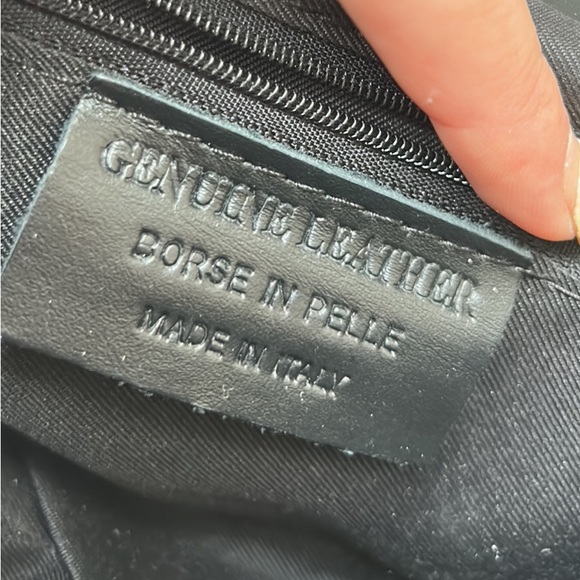 GENUINE LEATHER
BORSE IN PELLE
MADE IN ITALY